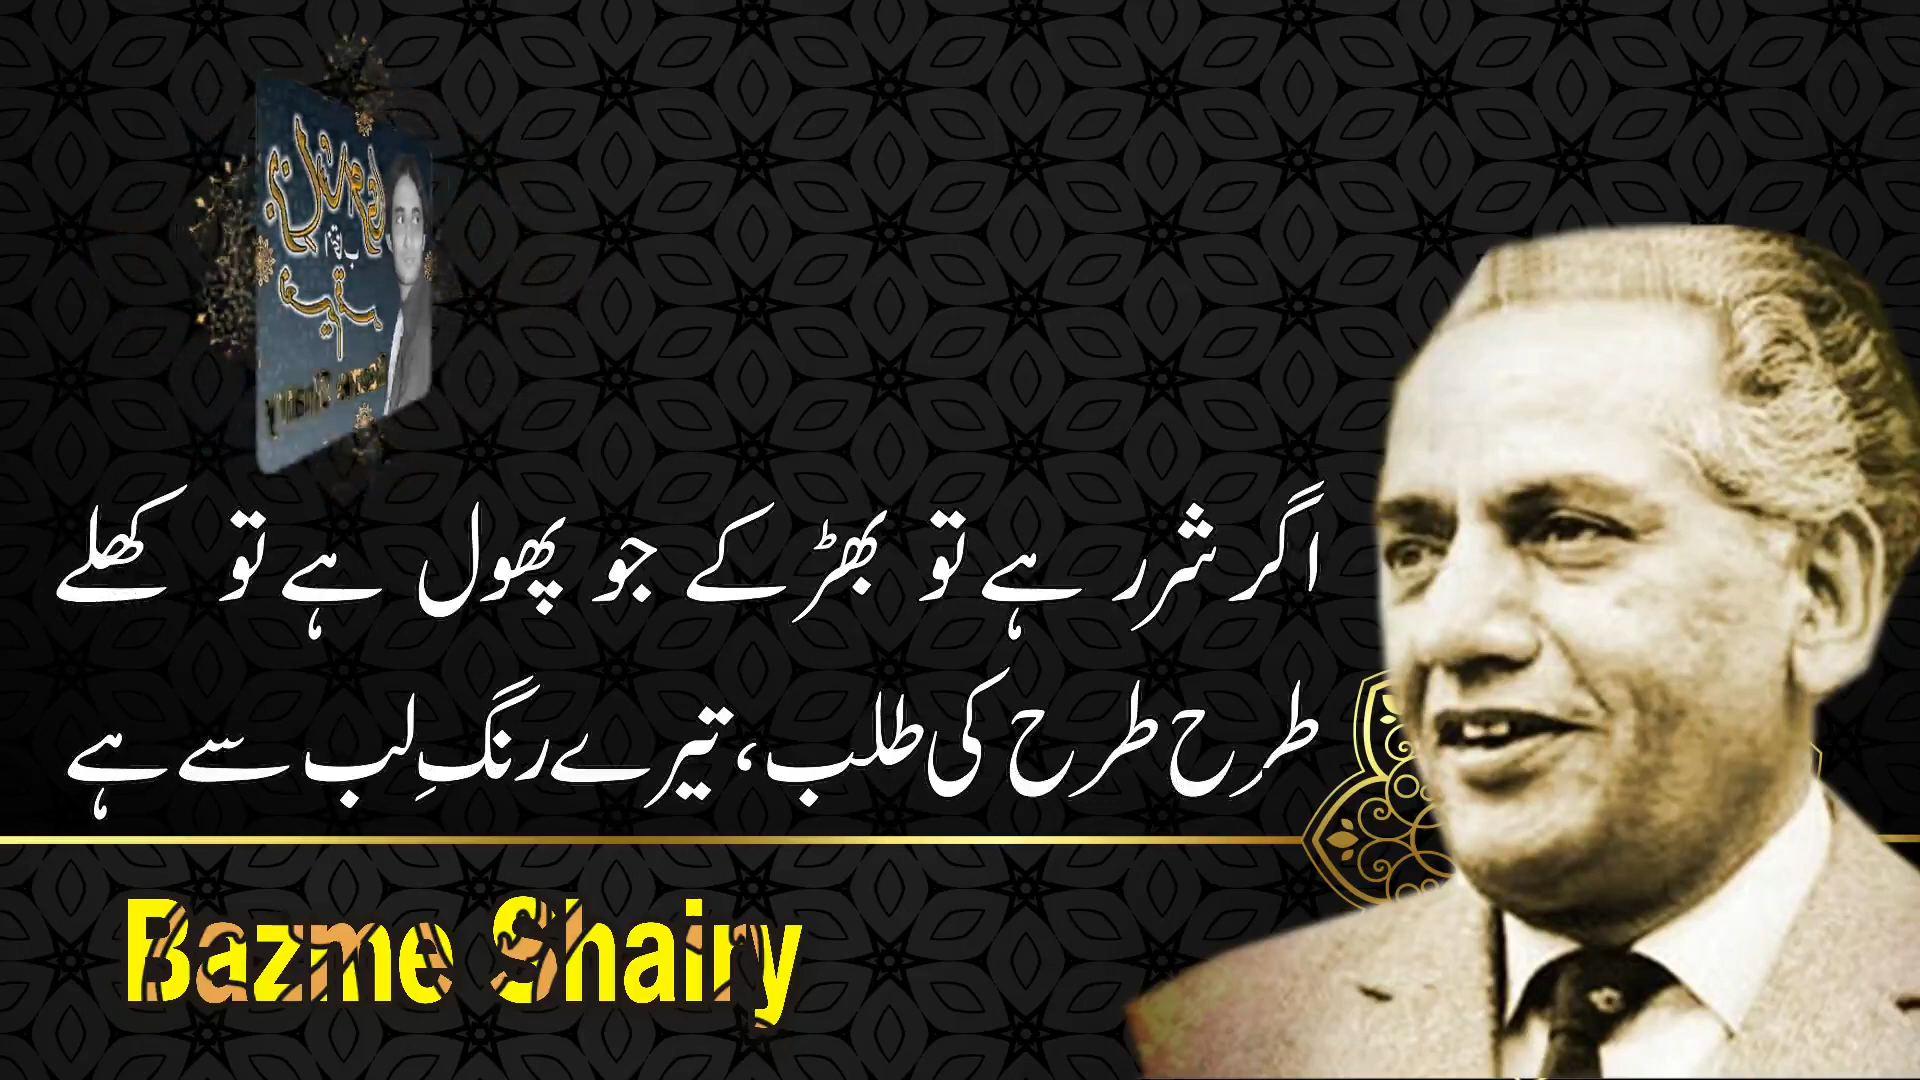 اگر شرر ہے تو بھڑکے جو پھول ہے تو کھلے
طرح طرح کی طلب، تیرے رنگِ لب سے ہے
Bazme Shairy